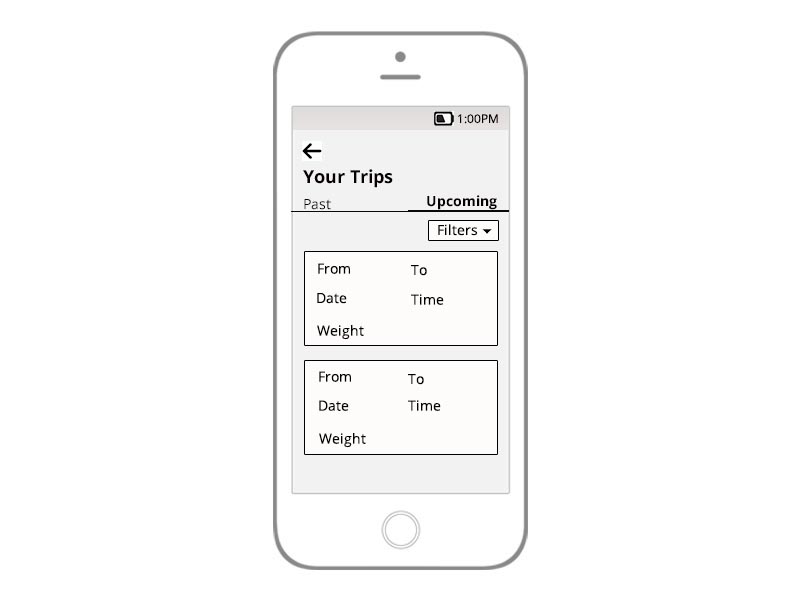 1:00PM
Your Trips
Past Upcoming
Filters
From To
Date Time
Weight
From To
Date Time
Weight